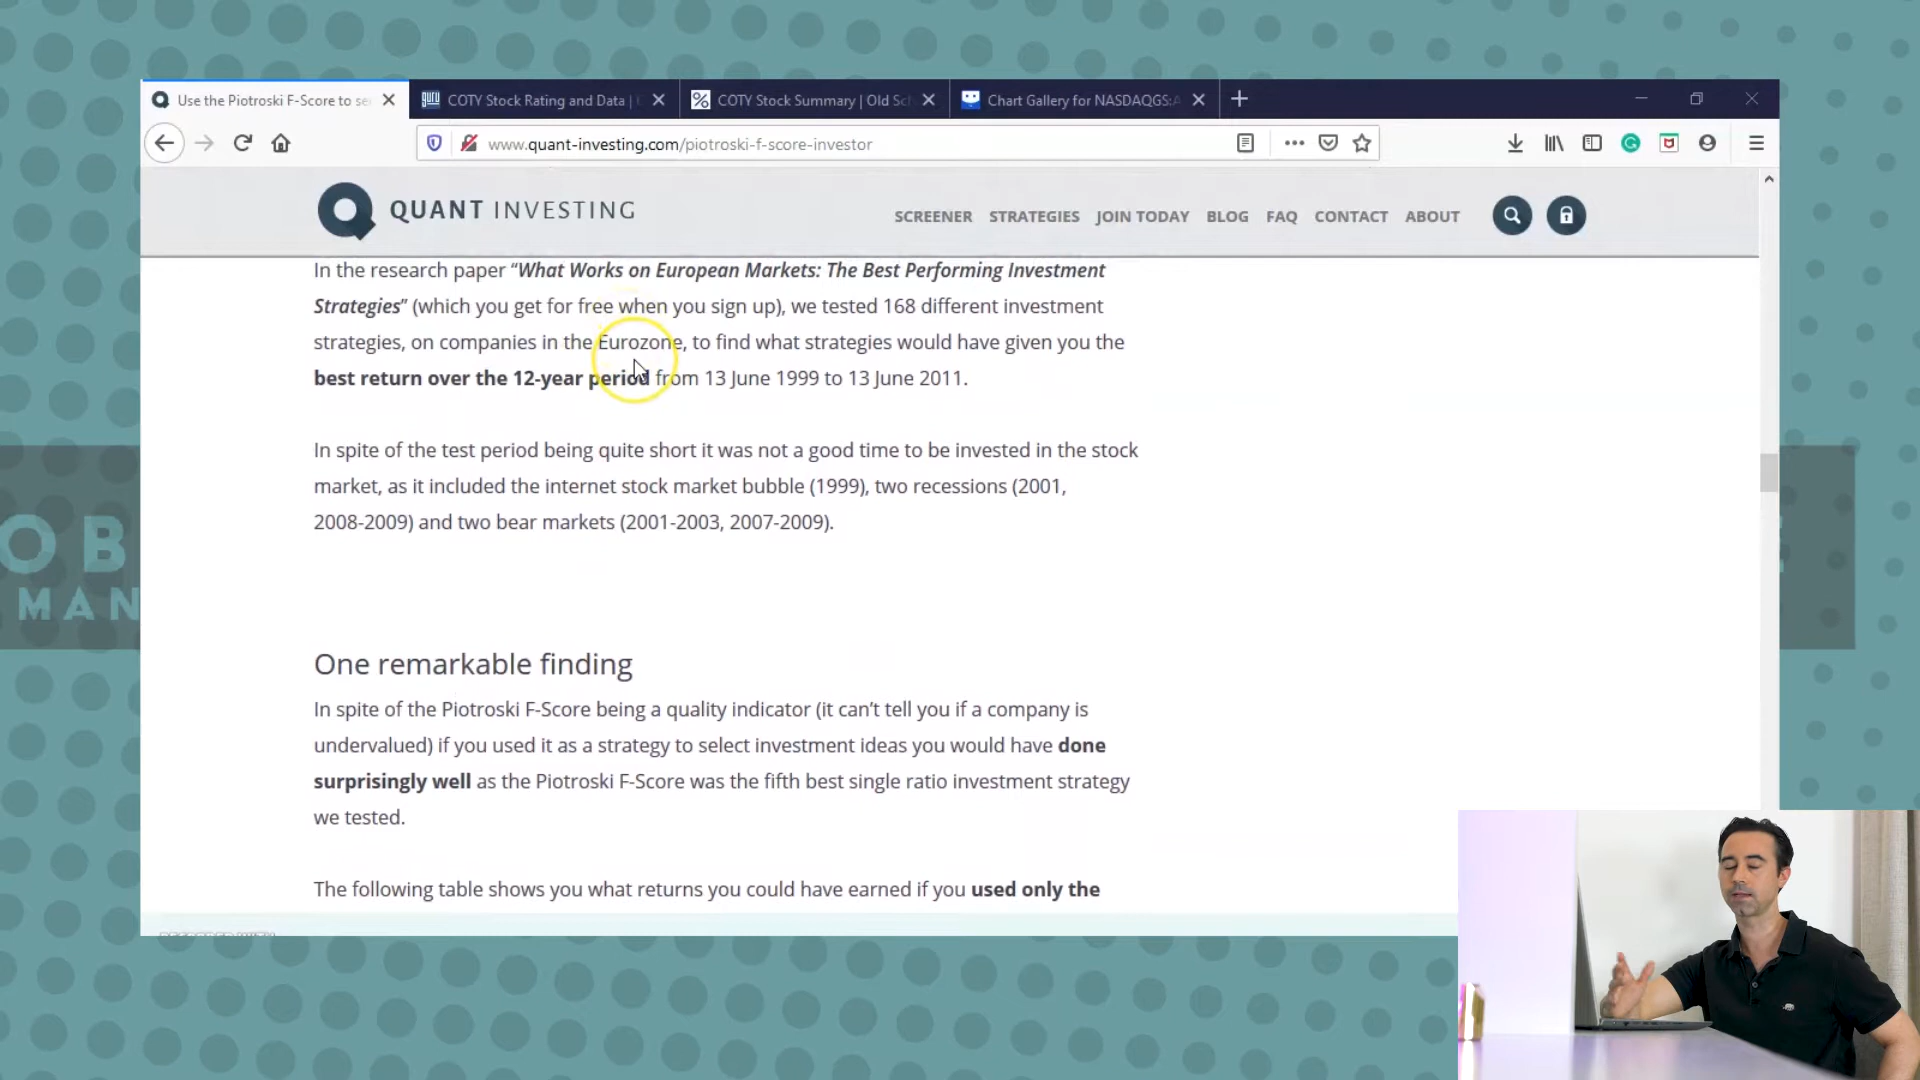 Use the Piotroski F-Score to se
COTY Stock Rating and Data |
COTY Stock Summary | Old Sc
Chart Gallery for NASDAQGS:
www.quant-investing.com/piotroski-f-score-investor
QUANT INVESTING
SCREENER STRATEGIES JOIN TODAY BLOG FAQ CONTACT ABOUT
In the research paper “What Works on European Markets: The Best Performing Investment
Strategies” (which you get for free when you sign up), we tested 168 different investment
strategies, on companies in the Eurozone, to find what strategies would have given you the
best return over the 12-year period from 13 June 1999 to 13 June 2011.
In spite of the test period being quite short it was not a good time to be invested in the stock
market, as it included the internet stock market bubble (1999), two recessions (2001,
2008-2009) and two bear markets (2001-2003, 2007-2009).
One remarkable finding
In spite of the Piotroski F-Score being a quality indicator (it can’t tell you if a company is
undervalued) if you used it as a strategy to select investment ideas you would have done
surprisingly well as the Piotroski F-Score was the fifth best single ratio investment strategy
we tested.
The following table shows you what returns you could have earned if you used only the
OB
MAN